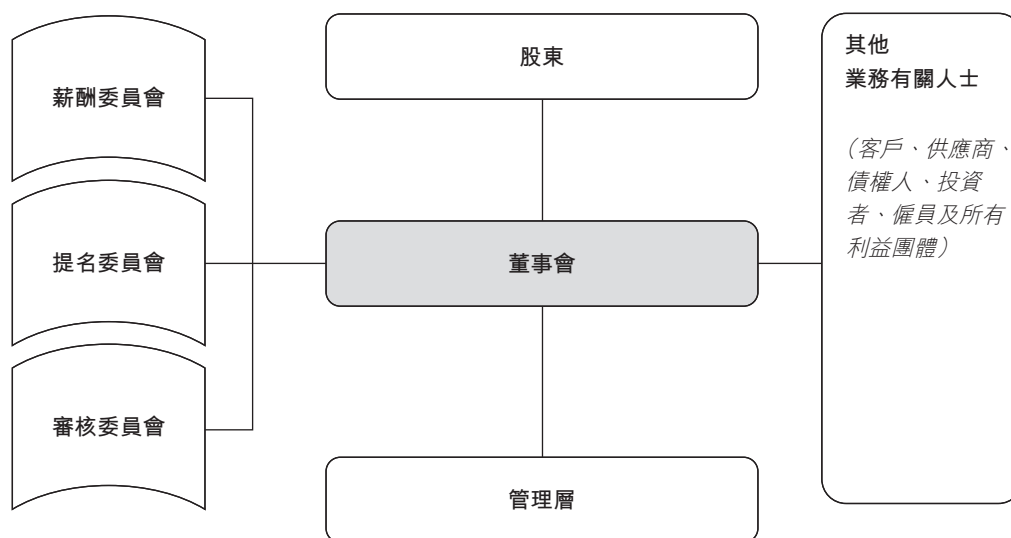 薪酬委員會
提名委員會
審核委員會
股東
董事會
管理層
其他
業務有關人士
（客戶、供應商、
債權人、投資
者、僱員及所有
利益團體）